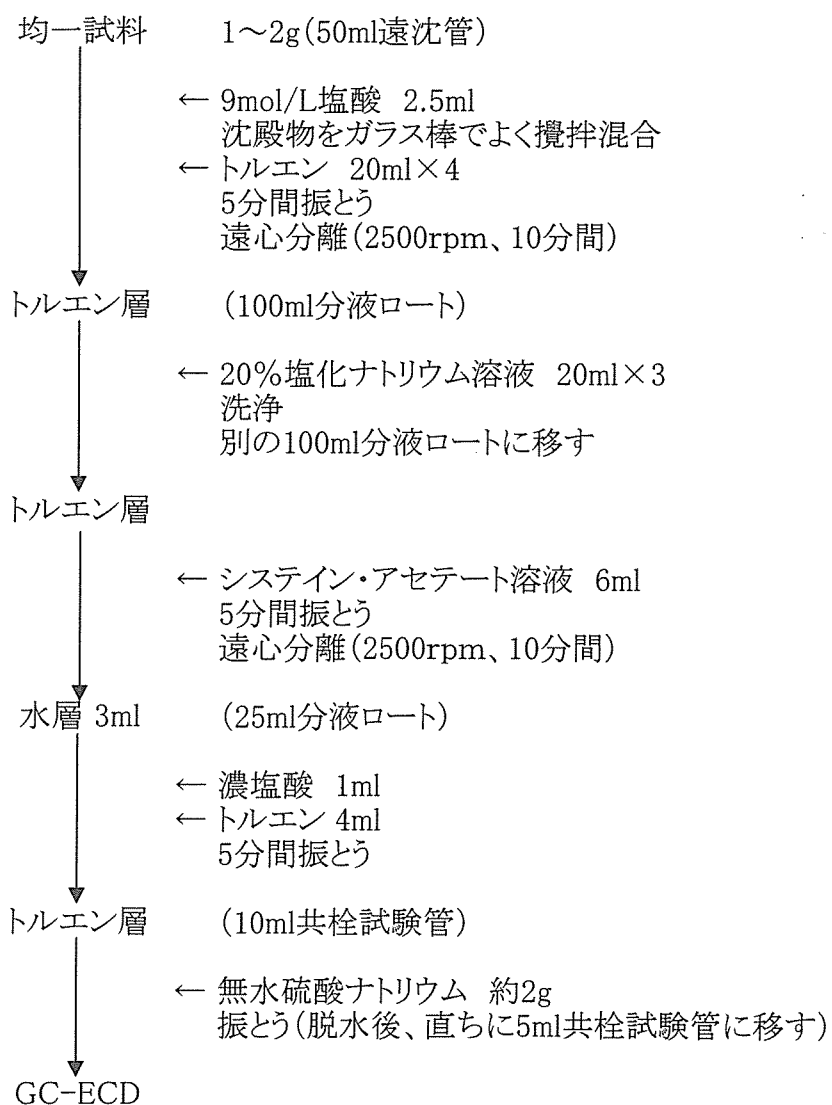 均一試料 1～2g(50ml遠沈管)
← 9mol/L塩酸 2.5ml
沈殿物をガラス棒でよく攪拌混合
← トルエン 20ml×4
5分間振とう
遠心分離(2500rpm、10分間)
トルエン層 (100ml分液ロート)
← 20%塩化ナトリウム溶液 20ml×3
洗浄
別の100ml分液ロートに移す
トルエン層
← システイン・アセテート溶液 6ml
5分間振とう
遠心分離(2500rpm、10分間)
水層 3ml (25ml分液ロート)
← 濃塩酸 1ml
← トルエン 4ml
5分間振とう
トルエン層 (10ml共栓試験管)
← 無水硫酸ナトリウム 約2g
振とう(脱水後、直ちに5ml共栓試験管に移す)
GC-ECD